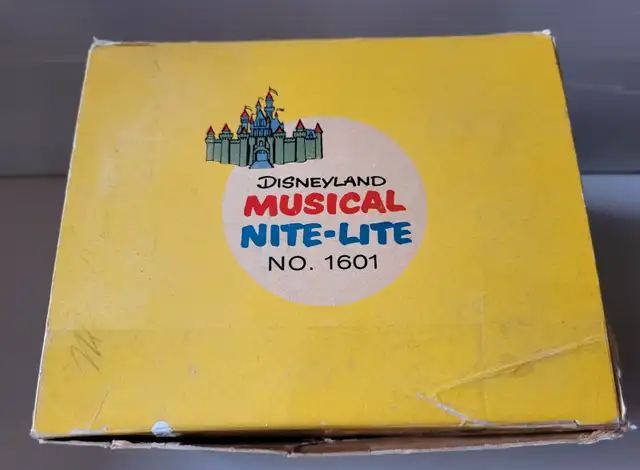 DISNEYLAND
MUSICAL
NITE-LITE
NO. 1601